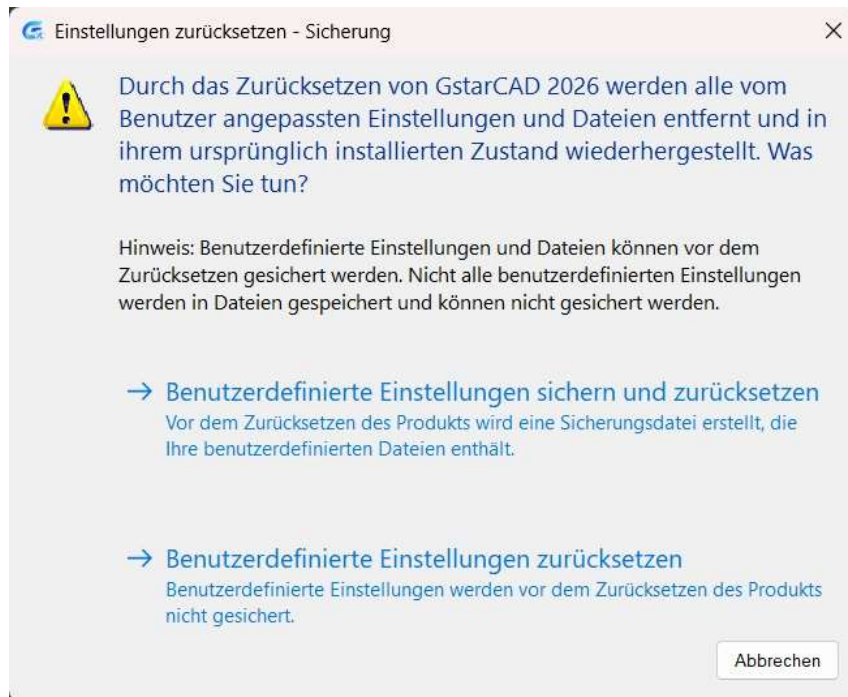 Einstellungen zurücksetzen - Sicherung
Durch das Zurücksetzen von GstarCAD 2026 werden alle vom
Benutzer angepassten Einstellungen und Dateien entfernt und in
ihrem ursprünglich installierten Zustand wiederhergestellt. Was
möchten Sie tun?
Hinweis: Benutzerdefinierte Einstellungen und Dateien können vor dem
Zurücksetzen gesichert werden. Nicht alle benutzerdefinierten Einstellungen
werden in Dateien gespeichert und können nicht gesichert werden.
Benutzerdefinierte Einstellungen sichern und zurücksetzen
Vor dem Zurücksetzen des Produkts wird eine Sicherungsdatei erstellt, die
Ihre benutzerdefinierten Dateien enthält.
Benutzerdefinierte Einstellungen zurücksetzen
Benutzerdefinierte Einstellungen werden vor dem Zurücksetzen des Produkts
nicht gesichert.
Abbrechen